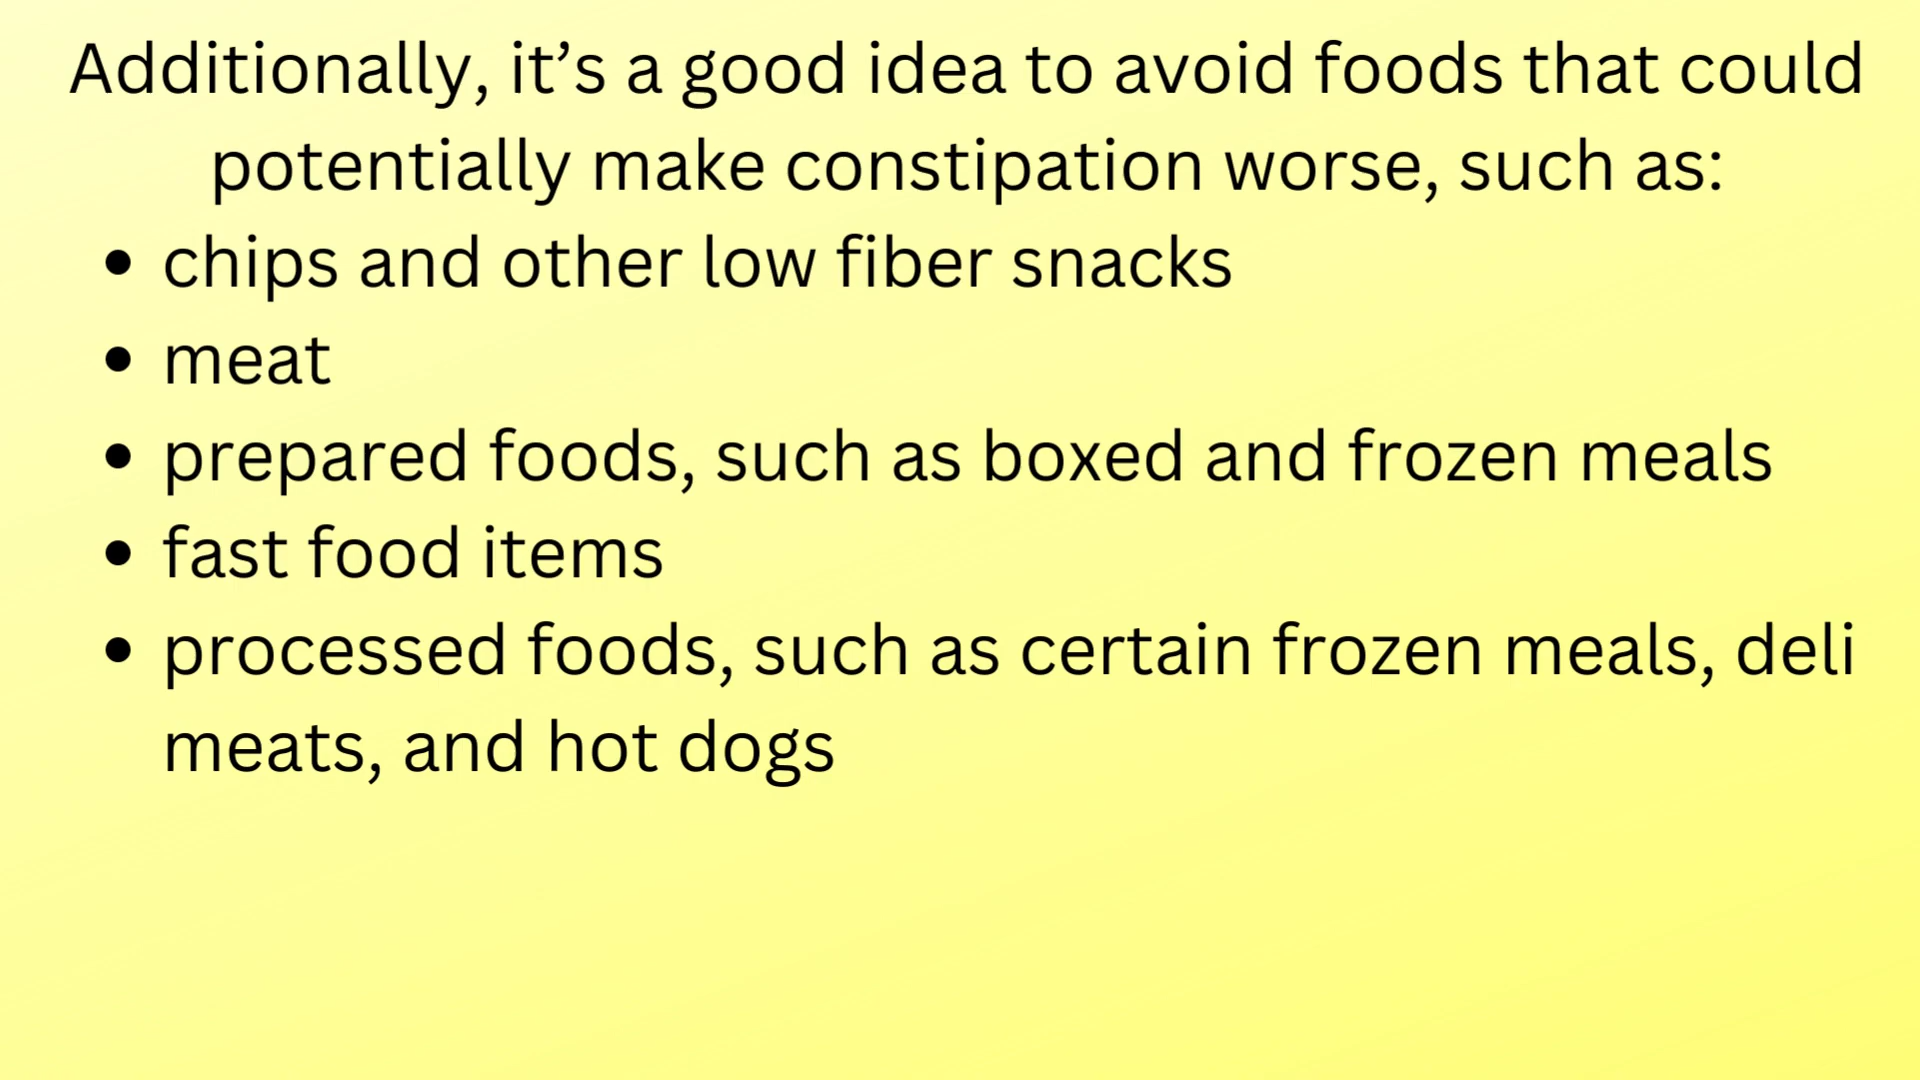 Additionally, it’s a good idea to avoid foods that could
potentially make constipation worse, such as:
• chips and other low fiber snacks
• meat
• prepared foods, such as boxed and frozen meals
• fast food items
• processed foods, such as certain frozen meals, deli
meats, and hot dogs